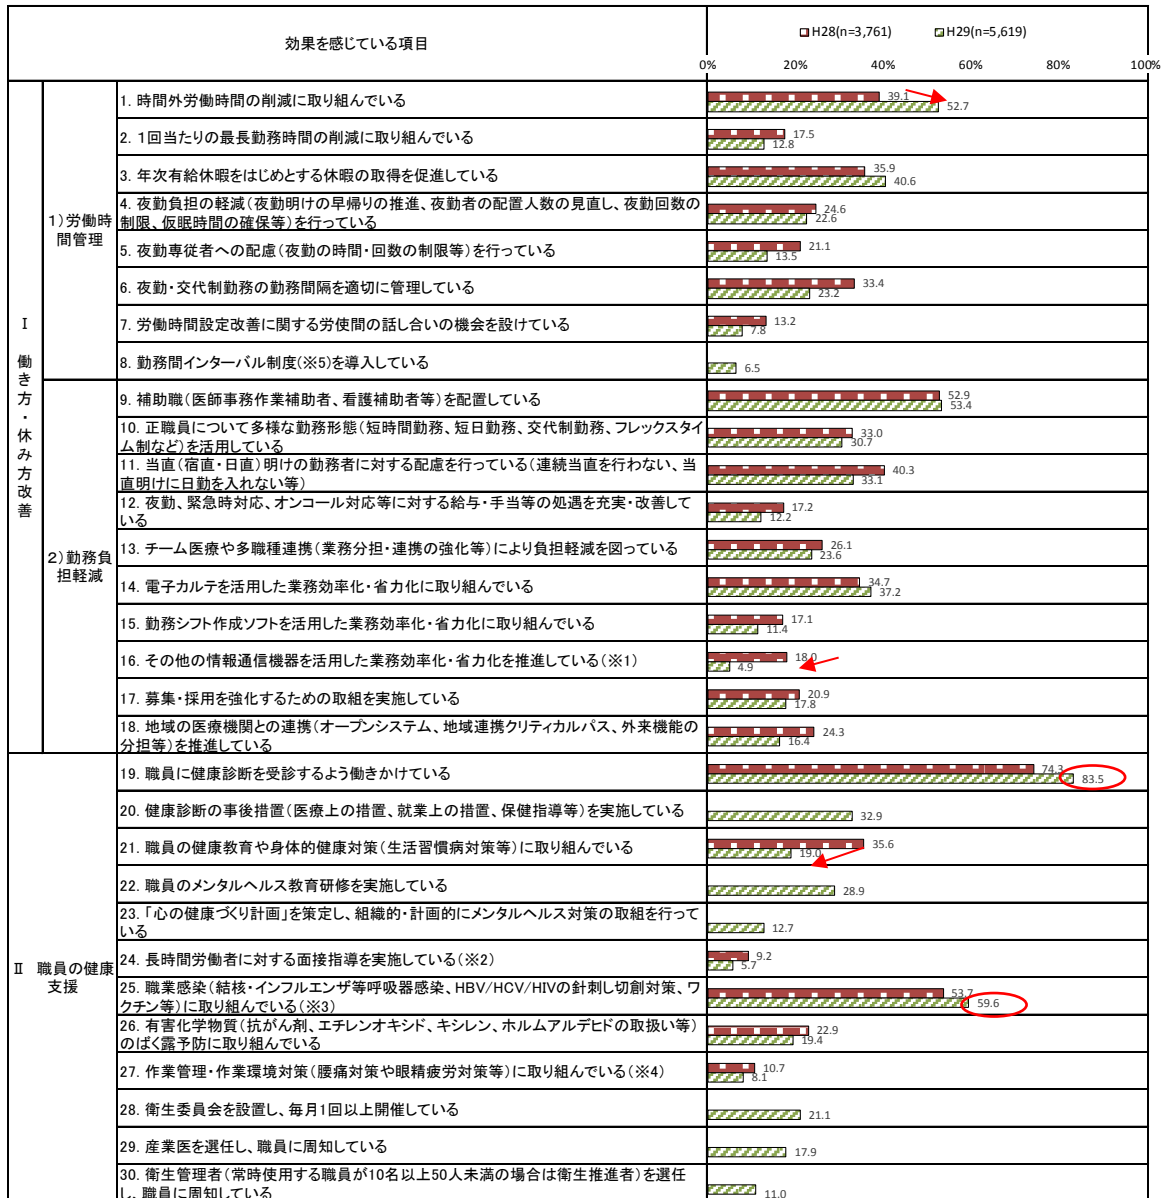 効果を感じている項目
H28(n=3,761) H29(n=5,619)
0% 20% 40% 60% 80% 100%
Ⅰ 働き方・休み方改善
1)労働時間管理
1. 時間外労働時間の削減に取り組んでいる
39.1
52.7
2. 1回当たりの最長勤務時間の削減に取り組んでいる
17.5
12.8
3. 年次有給休暇をはじめとする休暇の取得を促進している
35.9
40.6
4. 夜勤負担の軽減(夜勤明けの早帰りの推進、夜勤者の配置人数の見直し、夜勤回数の
制限、仮眠時間の確保等)を行っている
24.6
22.6
5. 夜勤専従者への配慮(夜勤の時間・回数の制限等)を行っている
21.1
13.5
6. 夜勤・交代制勤務の勤務間隔を適切に管理している
33.4
23.2
7. 労働時間設定改善に関する労使間の話し合いの機会を設けている
13.2
7.8
8. 勤務間インターバル制度(※5)を導入している
6.5
2)勤務負担軽減
9. 補助職(医師事務作業補助者、看護補助者等)を配置している
52.9
53.4
10. 正職員について多様な勤務形態(短時間勤務、短日勤務、交代制勤務、フレックスタイ
ム制など)を活用している
33.0
30.7
11. 当直(宿直・日直)明けの勤務者に対する配慮を行っている(連続当直を行わない、当
直明けに日勤を入れない等)
40.3
33.1
12. 夜勤、緊急時対応、オンコール対応等に対する給与・手当等の処遇を充実・改善して
いる
17.2
12.2
13. チーム医療や多職種連携(業務分担・連携の強化等)により負担軽減を図っている
26.1
23.6
14. 電子カルテを活用した業務効率化・省力化に取り組んでいる
34.7
37.2
15. 勤務シフト作成ソフトを活用した業務効率化・省力化に取り組んでいる
17.1
11.4
16. その他の情報通信機器を活用した業務効率化・省力化を推進している(※1)
18.0
4.9
17. 募集・採用を強化するための取組を実施している
20.9
17.8
18. 地域の医療機関との連携(オープンシステム、地域連携クリティカルパス、外来機能の
分担等)を推進している
24.3
16.4
Ⅱ 職員の健康支援
19. 職員に健康診断を受診するよう働きかけている
74.3
83.5
20. 健康診断の事後措置(医療上の措置、就業上の措置、保健指導等)を実施している
32.9
21. 職員の健康教育や身体的健康対策(生活習慣病対策等)に取り組んでいる
35.6
19.0
22. 職員のメンタルヘルス教育研修を実施している
28.9
23. 「心の健康づくり計画」を策定し、組織的・計画的にメンタルヘルス対策の取組を行って
いる
12.7
24. 長時間労働者に対する面接指導を実施している(※2)
9.2
5.7
25. 職業感染(結核・インフルエンザ等呼吸器感染、HBV/HCV/HIVの針刺し切創対策、ワ
クチン等)に取り組んでいる(※3)
53.7
59.6
26. 有害化学物質(抗がん剤、エチレンオキシド、キシレン、ホルムアルデヒドの取扱い等)
のばく露予防に取り組んでいる
22.9
19.4
27. 作業管理・作業環境対策(腰痛対策や眼精疲労対策等)に取り組んでいる(※4)
10.7
8.1
28. 衛生委員会を設置し、毎月1回以上開催している
21.1
29. 産業医を選任し、職員に周知している
17.9
30. 衛生管理者(常時使用する職員が10名以上50人未満の場合は衛生推進者)を選任
し、職員に周知している
11.0